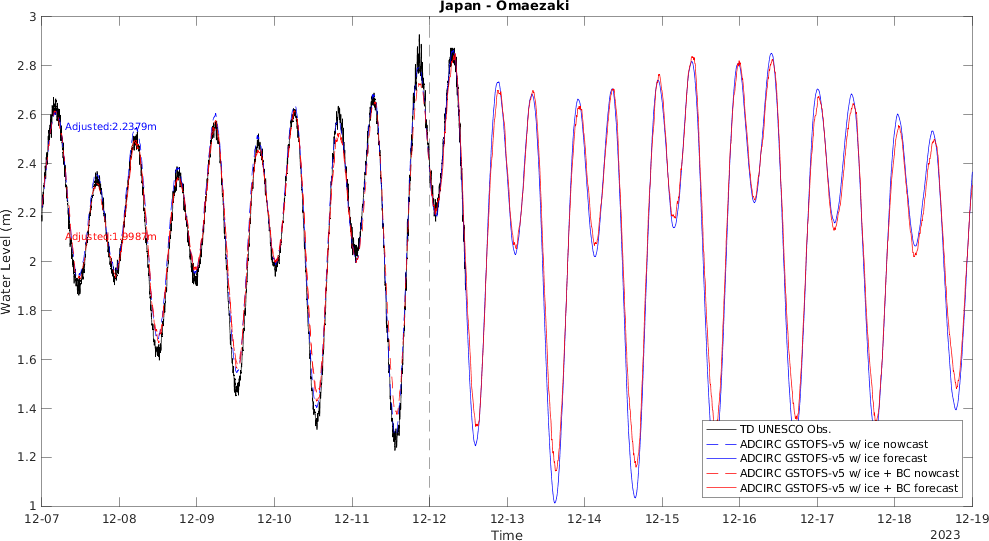 Japan - Omaezaki
Water Level (m)
3
2.8
2.6
2.4
2.2
2
1.8
1.6
1.4
1.2
1
Adjusted:2.2379m
Adjusted:1.9987m
TD UNESCO Obs.
ADCIRC GSTOFS-v5 w/ ice nowcast
ADCIRC GSTOFS-v5 w/ ice forecast
ADCIRC GSTOFS-v5 w/ ice + BC nowcast
ADCIRC GSTOFS-v5 w/ ice + BC forecast
12-07 12-08 12-09 12-10 12-11 12-12 12-13 12-14 12-15 12-16 12-17 12-18 12-19
Time
2023